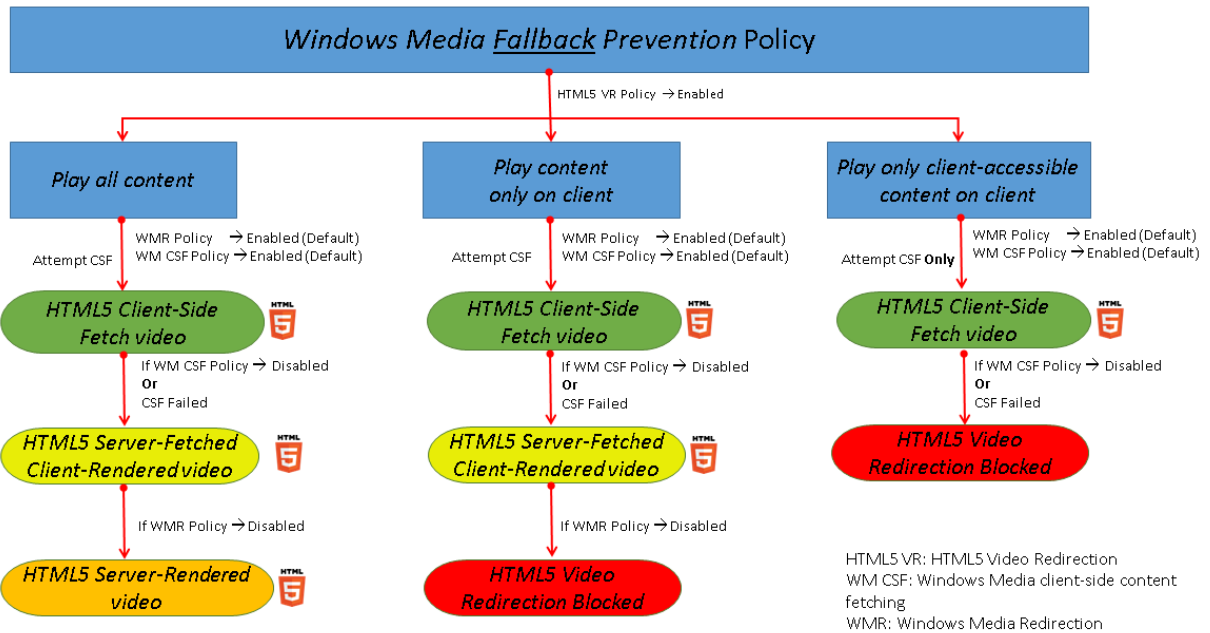 Windows Media Fallback Prevention Policy
HTML5 VR Policy → Enabled
Play all content
WMR Policy → Enabled (Default)
WM CSF Policy → Enabled (Default)
Attempt CSF
HTML5 Client-Side
Fetch video
HTML
5
If WM CSF Policy → Disabled
Or
CSF Failed
HTML5 Server-Fetched
Client-Rendered video
HTML
5
If WMR Policy → Disabled
HTML5 Server-Rendered
video
HTML
5
Play content
only on client
WMR Policy → Enabled (Default)
WM CSF Policy → Enabled (Default)
Attempt CSF
HTML5 Client-Side
Fetch video
HTML
5
If WM CSF Policy → Disabled
Or
CSF Failed
HTML5 Server-Fetched
Client-Rendered video
HTML
5
If WMR Policy → Disabled
HTML5 Video
Redirection Blocked
Play only client-accessible
content on client
WMR Policy → Enabled (Default)
WM CSF Policy → Enabled (Default)
Attempt CSF Only
HTML5 Client-Side
Fetch video
HTML
5
If WM CSF Policy → Disabled
Or
CSF Failed
HTML5 Video
Redirection Blocked
HTML5 VR: HTML5 Video Redirection
WM CSF: Windows Media client-side content
fetching
WMR: Windows Media Redirection